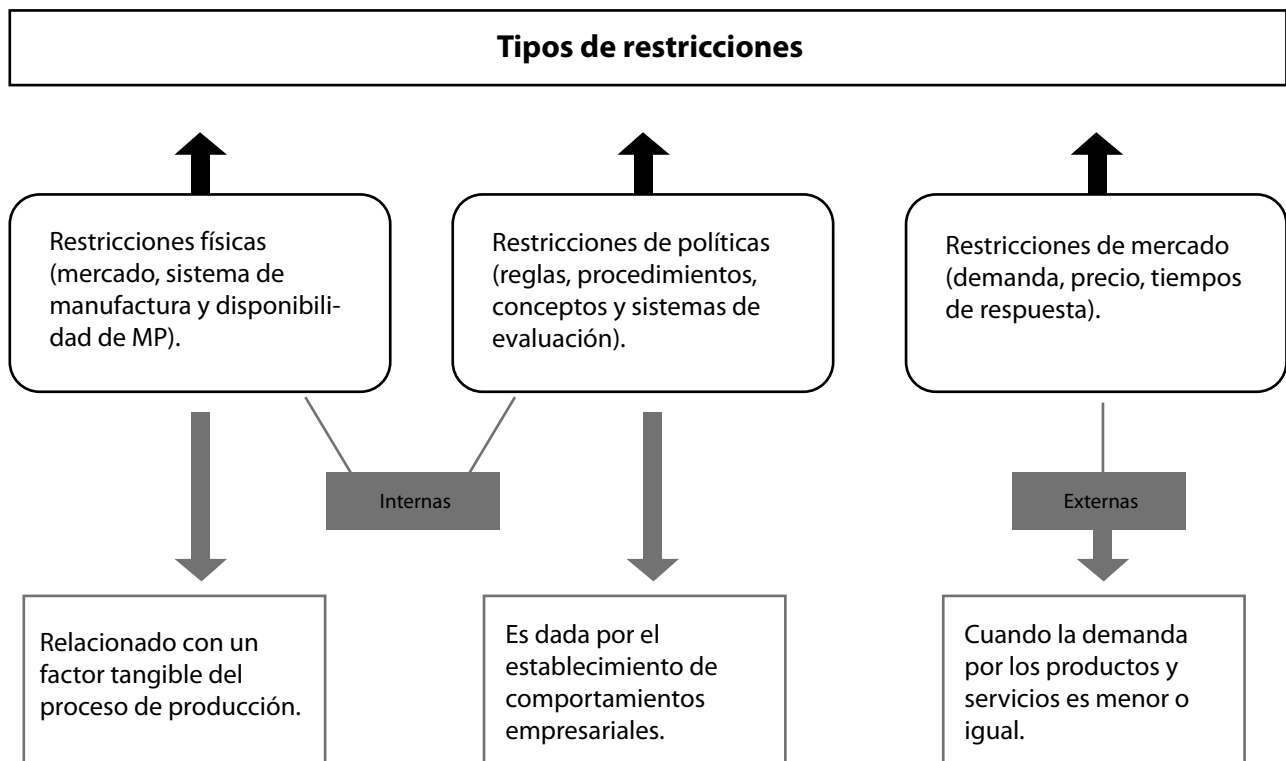 Tipos de restricciones
Restricciones físicas
(mercado, sistema de
manufactura y disponibili-
dad de MP).
Restricciones de políticas
(reglas, procedimientos,
conceptos y sistemas de
evaluación).
Restricciones de mercado
(demanda, precio, tiempos
de respuesta).
Internas
Externas
Relacionado con un
factor tangible del
proceso de producción.
Es dada por el
establecimiento de
comportamientos
empresariales.
Cuando la demanda
por los productos y
servicios es menor o
igual.